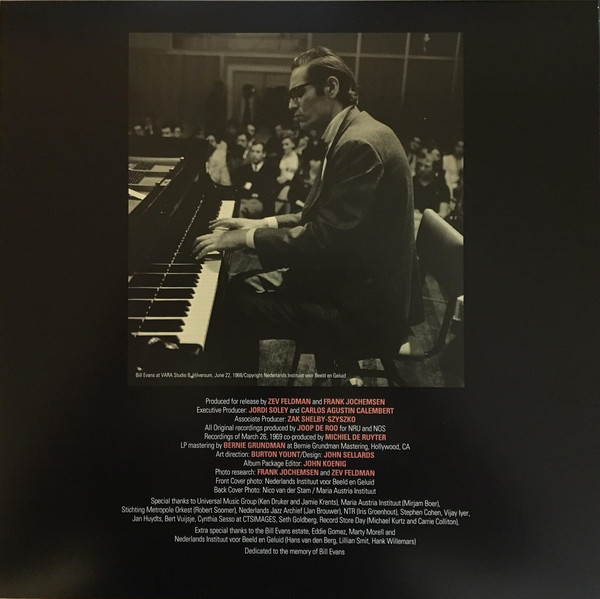 Bill Evans at VARA Studio 8, Hilversum, June 22, 1968/Copyright Nederlands Instituut voor Beeld en Geluid
Produced for release by ZEV FELDMAN and FRANK JOCHEMSEN
Executive Producer: JORDI SOLEY and CARLOS AGUSTIN CALEMBERT
Associate Producer: ZAK SHELBY-SZYSZKO
All Original recordings produced by JOOP DE ROO for NRU and NOS
Recordings of March 26, 1969 co-produced by MICHIEL DE RUYTER
LP mastering by BERNIE GRUNDMAN at Bernie Grundman Mastering, Hollywood, CA
Art direction: BURTON YOUNT/Design: JOHN SELLARDS
Album Package Editor: JOHN KOENIG
Photo research: FRANK JOCHEMSEN and ZEV FELDMAN
Front Cover photo: Nederlands Instituut voor Beeld en Geluid
Back Cover Photo: Nico van der Stam / Maria Austria Instituut
Special thanks to Universal Music Group (Ken Druker and Jamie Krents), Maria Austria Instituut (Mirjam Boer),
Stichting Metropole Orkest (Robert Soomer), Nederlands Jazz Archief (Jan Brouwer), NTR (Iris Groenhout), Stephen Cohen, Vijay Iyer,
Jan Huydts, Bert Vuijsje, Cynthia Sesso at CTSIMAGES, Seth Goldberg, Record Store Day (Michael Kurtz and Carrie Colliton),
Extra special thanks to the Bill Evans estate, Eddie Gomez, Marty Morell and
Nederlands Instituut voor Beeld en Geluid (Hans van den Berg, Lillian Smit, Hank Willemars)
Dedicated to the memory of Bill Evans